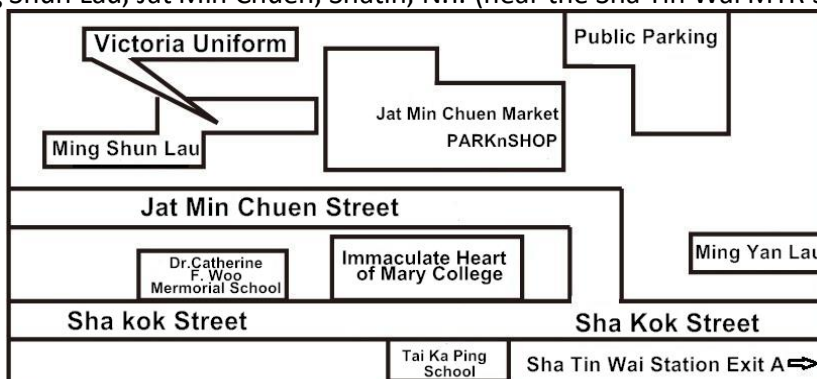 Shun Lau, Jat Min Chuen, Shatin, N.T. (near the Sha Tin Wai MTR
Victoria Uniform
Public Parking
Jat Min Chuen Market
PARKnSHOP
Ming Shun Lau
Jat Min Chuen Street
Dr.Catherine
F. Woo
Mermorial School
Immaculate Heart
of Mary College
Ming Yan Lau
Sha kok Street
Sha Kok Street
Tai Ka Ping
School
Sha Tin Wai Station Exit A